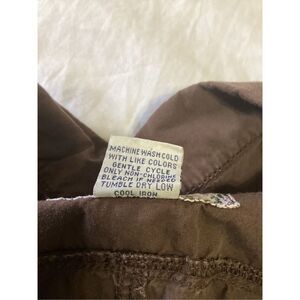 MACHINE WASH COLD
WITH LIKE COLORS
GENTLE CYCLE
ONLY NON-CHLORINE
BLEACH IF NEEDED
TUMBLE DRY LOW
COOL IRON